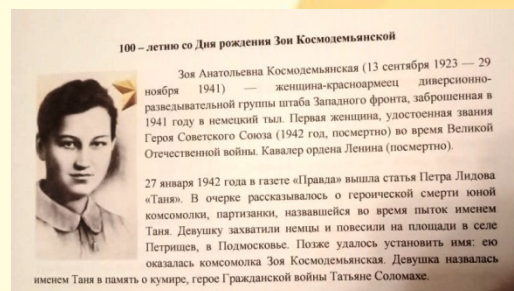 100 – летию со Дня рождения Зои Космодемьянской
Зоя Анатольевна Космодемьянская (13 сентября 1923 — 29
ноября 1941) — женщина-красноармеец диверсионно-
разведывательной группы штаба Западного фронта, заброшенная в
1941 году в немецкий тыл. Первая женщина, удостоенная звания
Героя Советского Союза (1942 год, посмертно) во время Великой
Отечественной войны. Кавалер ордена Ленина (посмертно).
27 января 1942 года в газете «Правда» вышла статья Петра Лидова
«Таня». В очерке рассказывалось о героической смерти юной
комсомолки, партизанки, назвавшейся во время пыток именем
Таня. Девушку захватили немцы и повесили на площади в селе
Петрищев, в Подмосковье. Позже удалось установить имя: ею
оказалась комсомолка Зоя Космодемьянская. Девушка назвалась
именем Таня в память о кумире, герое Гражданской войны Татьяне Соломахе.